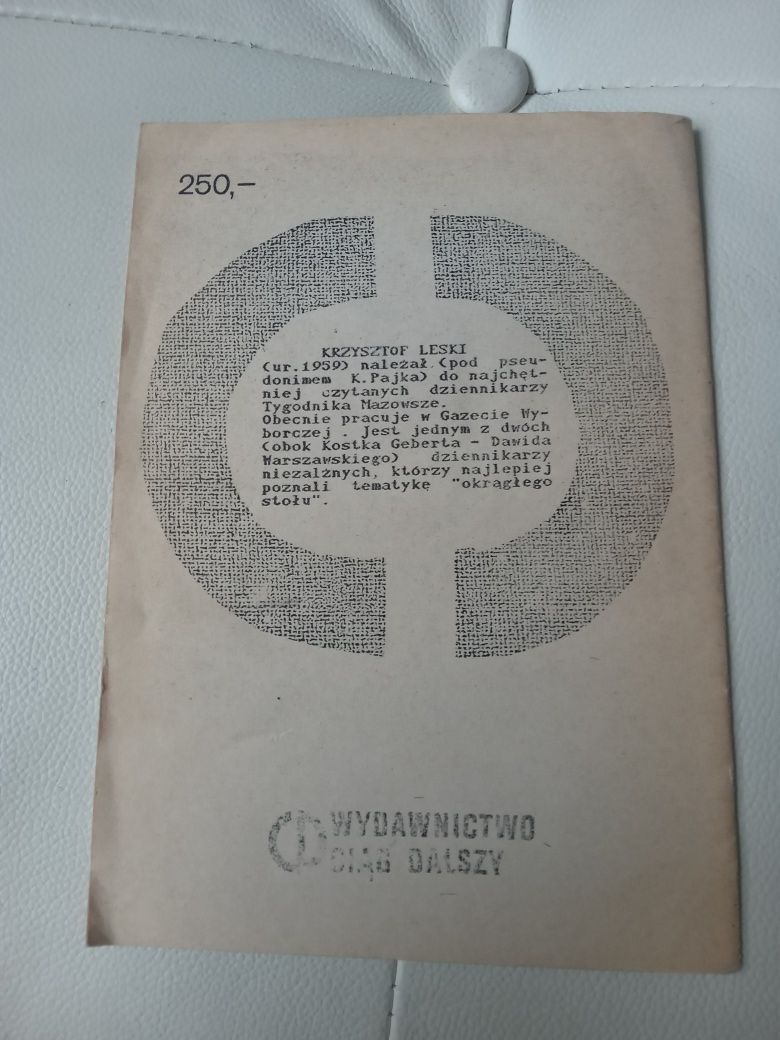 250,—
KRZYSZTOF LESKI
(ur.1959) należał (pod pseu-
donimem K.Pajka) do najchęt-
niej czytanych dziennikarzy
Tygodnika Mazowsze.
Obecnie pracuje w Gazecie Wy-
borczej . Jest jednym z dwóch
(obok Kostka Geberta - Dawida
Warszawskiego) dziennikarzy
niezalżnych, którzy najlepiej
poznali tematykę "okrągłego
stołu".
WYDAWNICTWO
CIĄG DALSZY